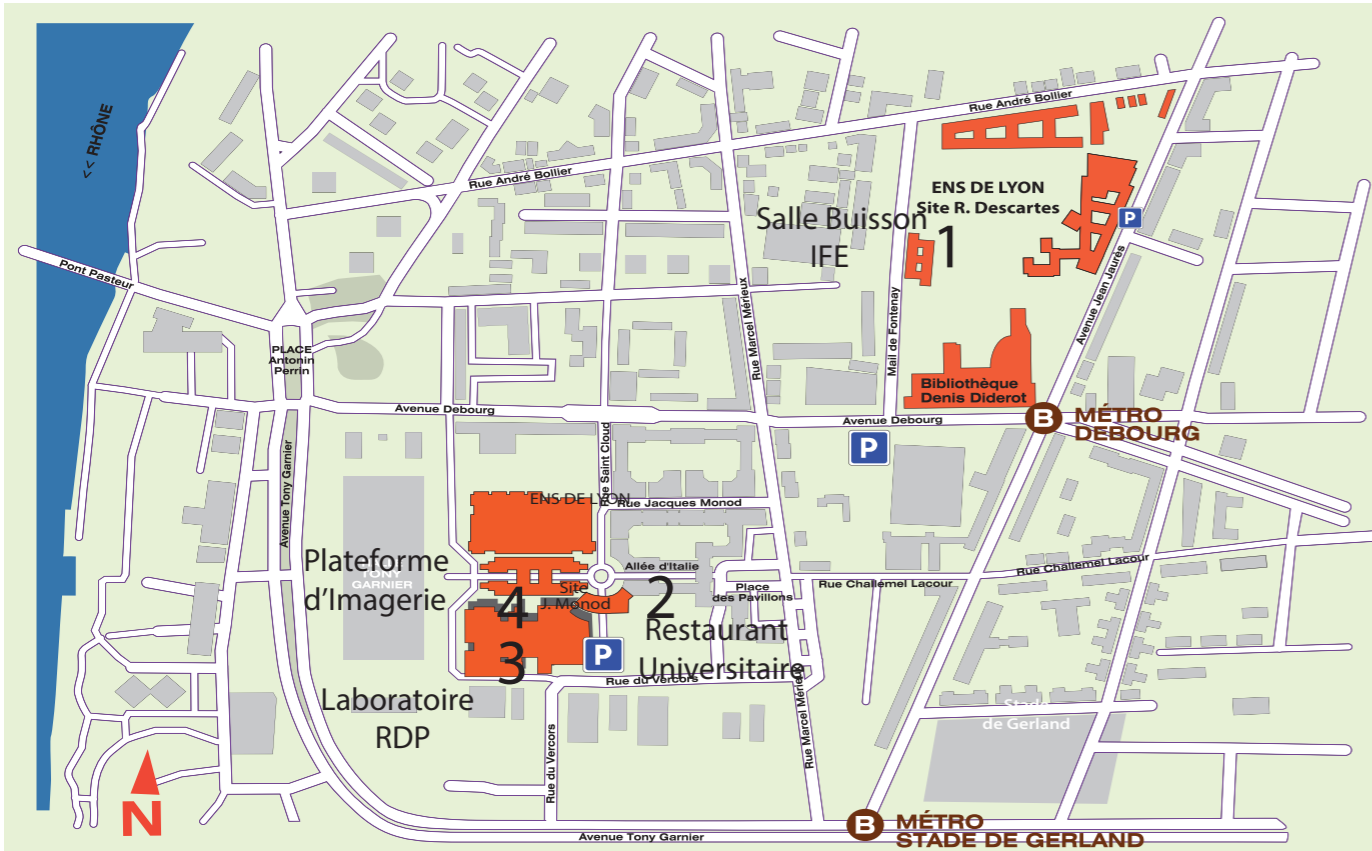 << RHÔNE
Rue André Bollier
Rue André Bollier
ENS DE LYON
Site R. Descartes
P
Salle Buisson
IFE
1
Pont Pasteur
Rue Marcel Mérieux
Mail de Fontenay
Avenue Jean Jaurès
PLACE
Antonin
Perrin
Bibliothèque
Denis Diderot
Avenue Debourg
Avenue Debourg
B
MÉTRO
DEBOURG
P
Avenue Tony Garnier
Rue Saint Cloud
ENS DE LYON
Rue Jacques Monod
Plateforme
d'Imagerie
TONY
GARNIER
Allée d'Italie
Site
J. Monod
4
2
Place
des Pavillons
Rue Challemel Lacour
Rue Challemel Lacour
Restaurant
Universitaire
3
P
Rue du Vercors
Laboratoire
RDP
Rue du Vercors
Rue Marcel Mérieux
Stade
de Gerland
N
B
MÉTRO
STADE DE GERLAND
Avenue Tony Garnier